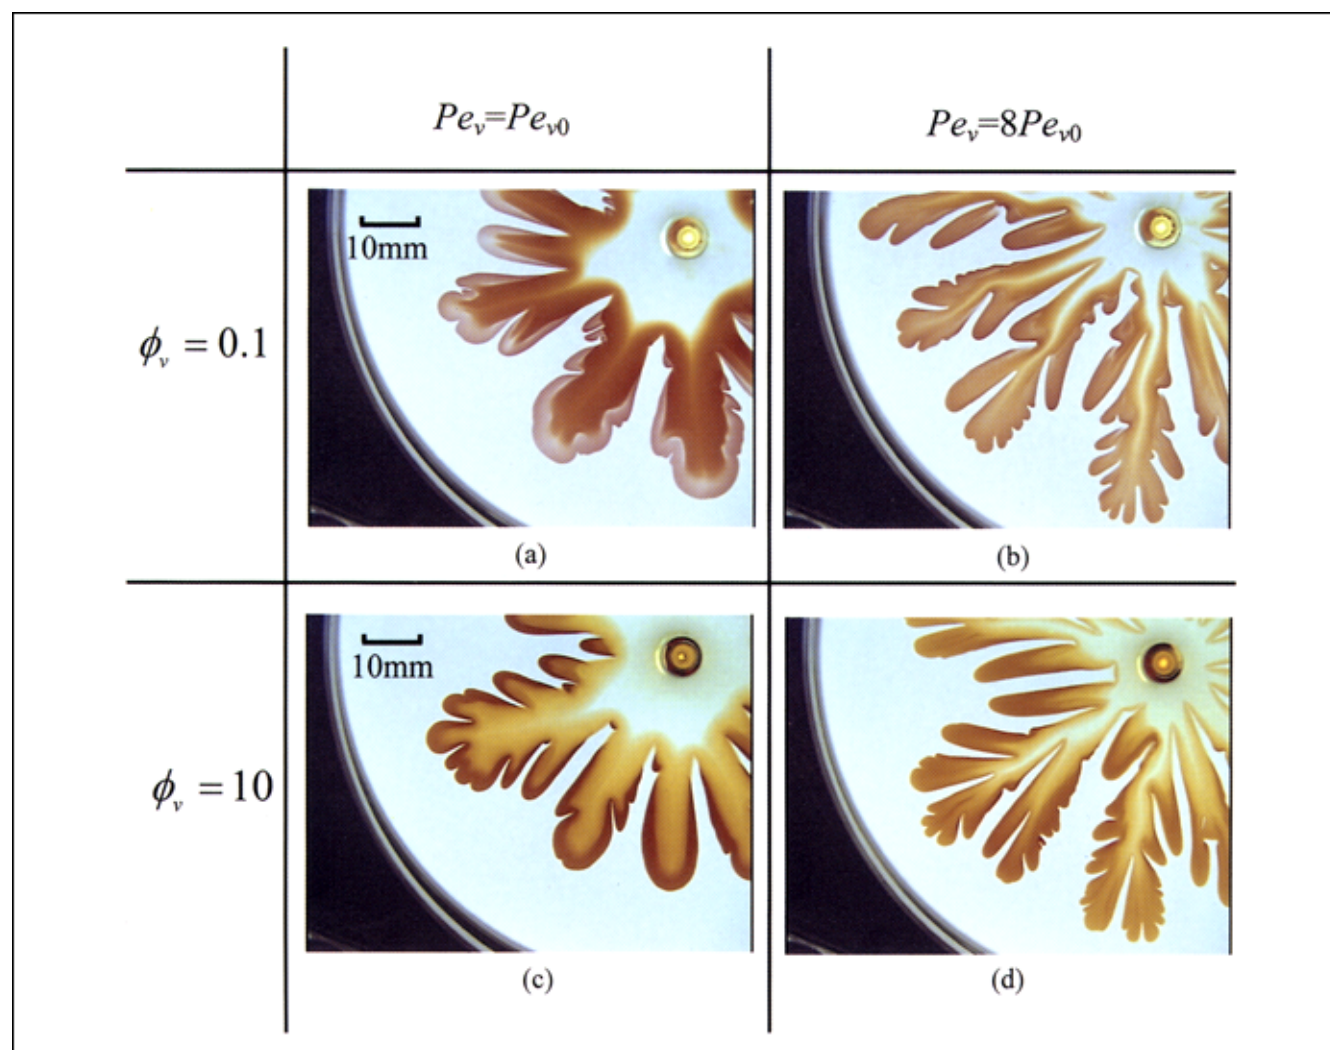 Pe_v=Pe_v0
Pe_v=8Pe_v0
10mm
ϕ_v = 0.1
(a)
(b)
10mm
ϕ_v = 10
(c)
(d)